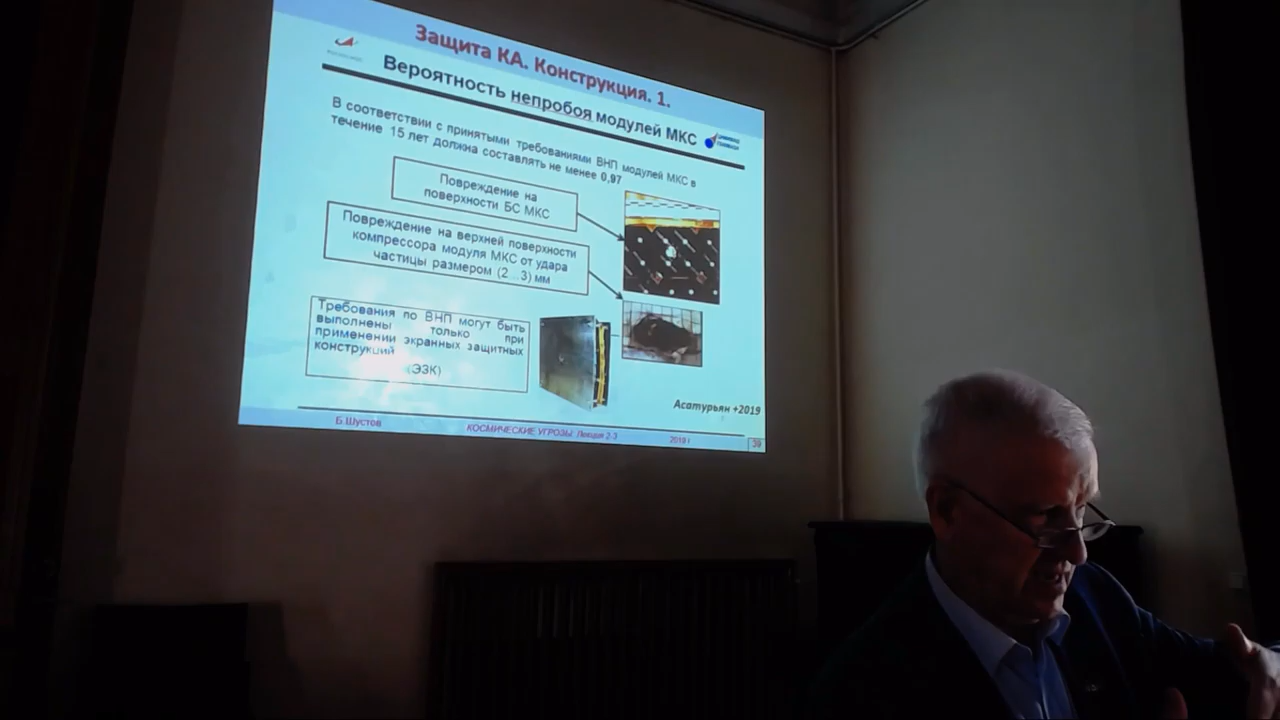 Защита КА. Конструкция. 1.
Вероятность непробоя модулей МКС
В соответствии с принятыми требованиями ВНП модулей МКС в
течение 15 лет должна составлять не менее 0,97
Повреждение на
поверхности БС МКС
Повреждение на верхней поверхности
компрессора модуля МКС от удара
частицы размером (2...3) мм
Требования по ВНП могут быть
выполнены только при
применении экранных защитных
конструкций
(ЭЗК)
Асатурьян +2019
Б.Шустов
КОСМИЧЕСКИЕ УГРОЗЫ: Лекция 2-3
2019 г
39